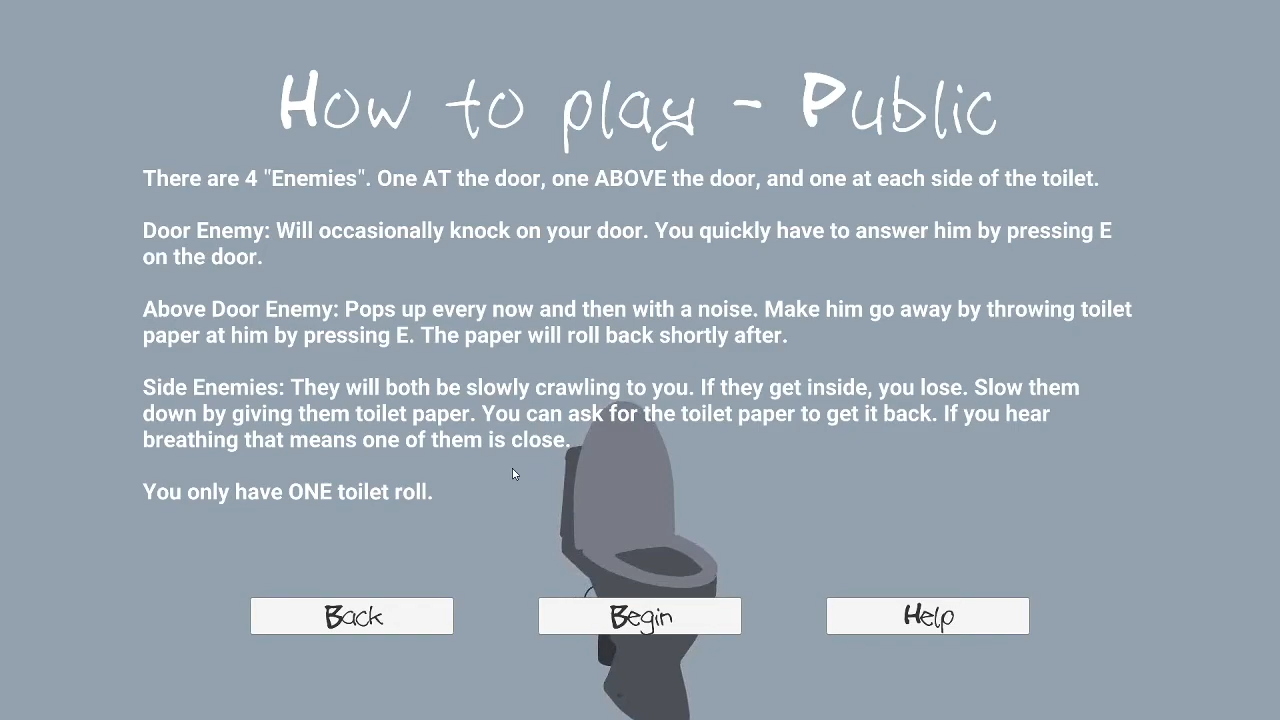 How to play - Public
There are 4 "Enemies". One AT the door, one ABOVE the door, and one at each side of the toilet.
Door Enemy: Will occasionally knock on your door. You quickly have to answer him by pressing E
on the door.
Above Door Enemy: Pops up every now and then with a noise. Make him go away by throwing toilet
paper at him by pressing E. The paper will roll back shortly after.
Side Enemies: They will both be slowly crawling to you. If they get inside, you lose. Slow them
down by giving them toilet paper. You can ask for the toilet paper to get it back. If you hear
breathing that means one of them is close.
You only have ONE toilet roll.
Back
Begin
Help